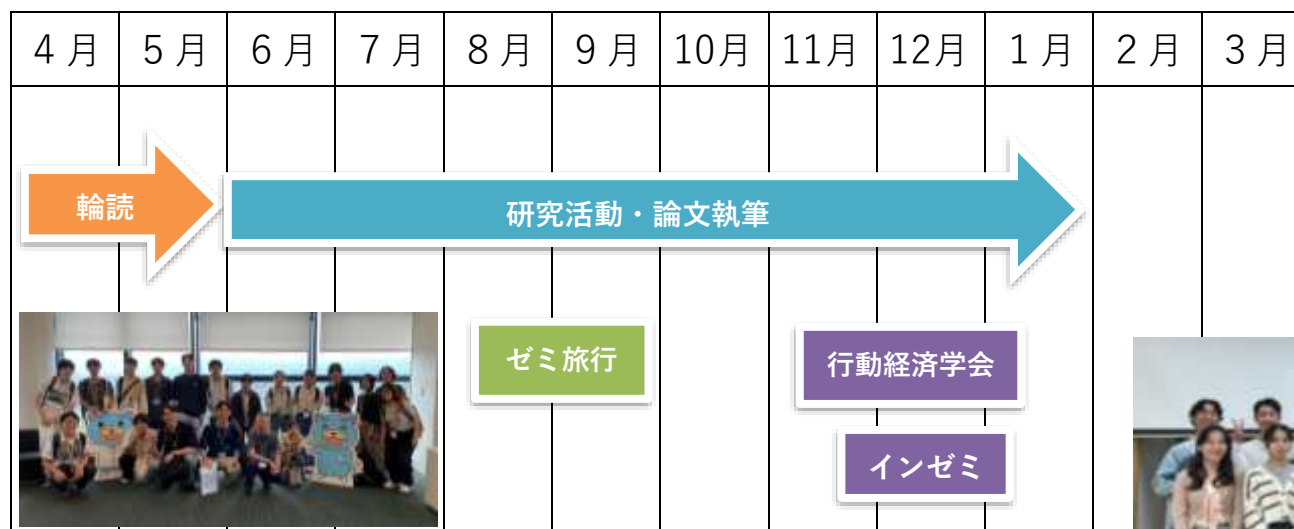 4月 5月 6月 7月 8月 9月 10月 11月 12月 1月 2月 3月
輪読
研究活動・論文執筆
ゼミ旅行
行動経済学会
インゼミ